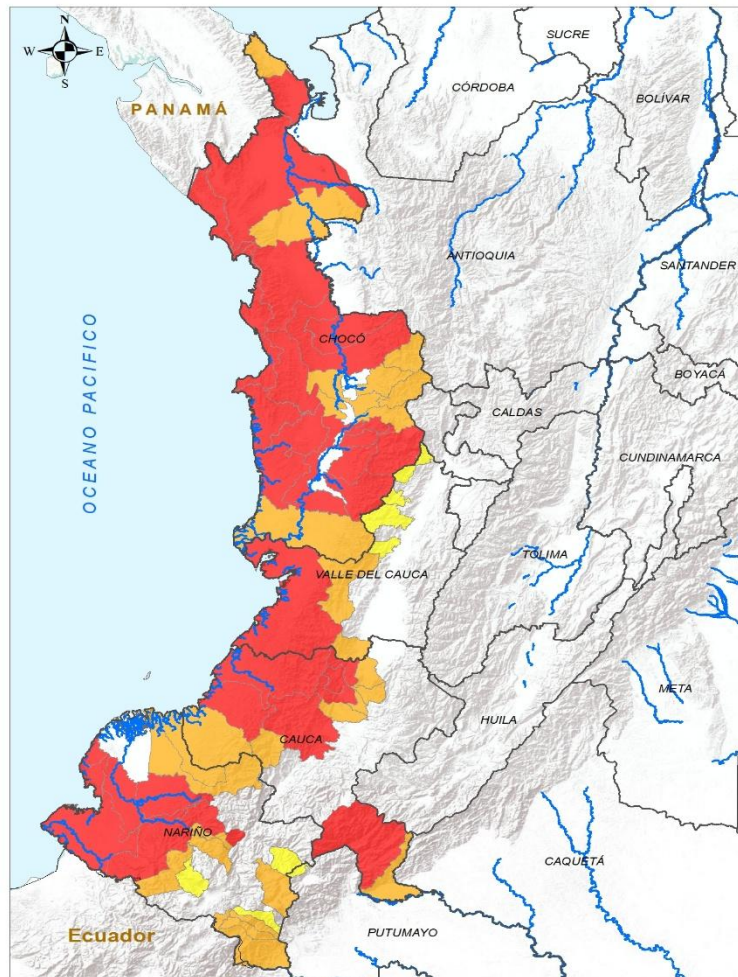 N
W E
S
PANAMÁ
SUCRE
CÓRDOBA
BOLÍVAR
ANTIOQUIA
SANTANDER
OCEANO PACIFICO
CHOCÓ
BOYACÁ
CALDAS
CUNDINAMARCA
TOLIMA
VALLE DEL CAUCA
META
HUILA
CAUCA
NARIÑO
CAQUETÁ
Ecuador
PUTUMAYO